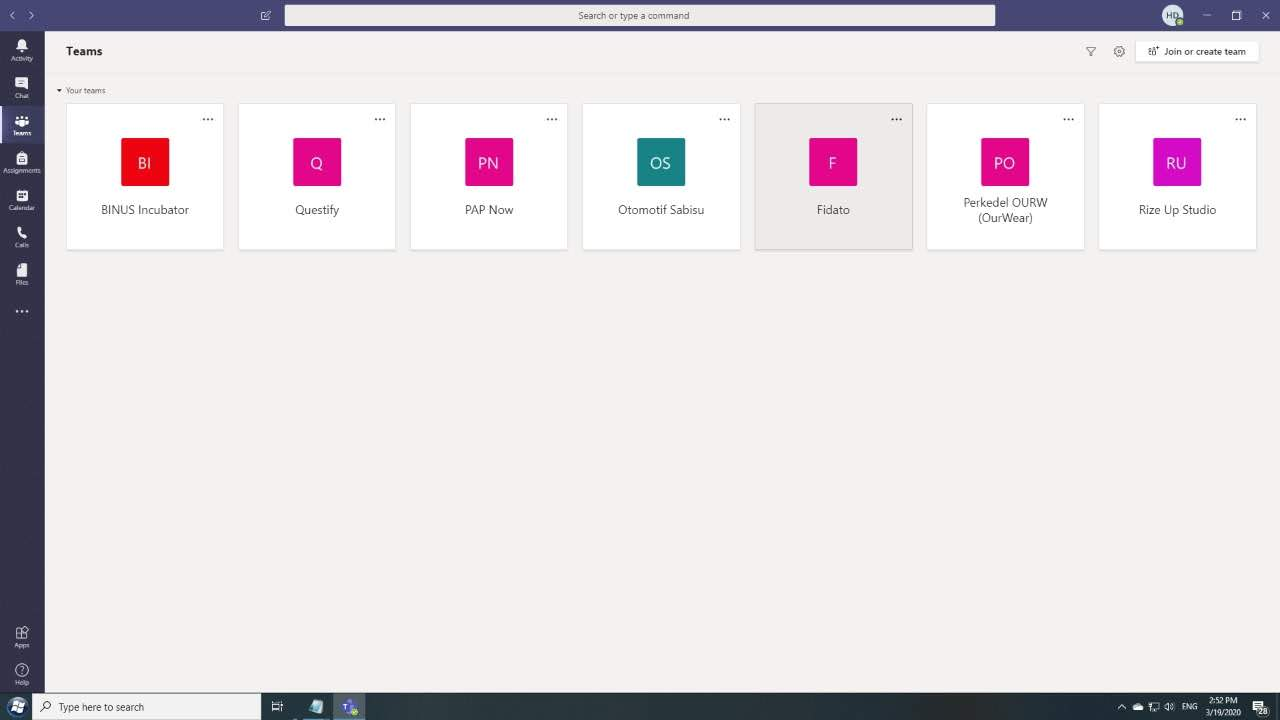 Search or type a command
HD
Activity
Chat
Teams
Assignments
Calendar
Calls
Files
Apps
Help
Teams
Join or create team
Your teams
BI
BINUS Incubator
Q
Questify
PN
PAP Now
OS
Otomotif Sabisu
F
Fidato
PO
Perkedel OURW
(OurWear)
RU
Rize Up Studio
Type here to search
ENG
2:52 PM
3/19/2020
28